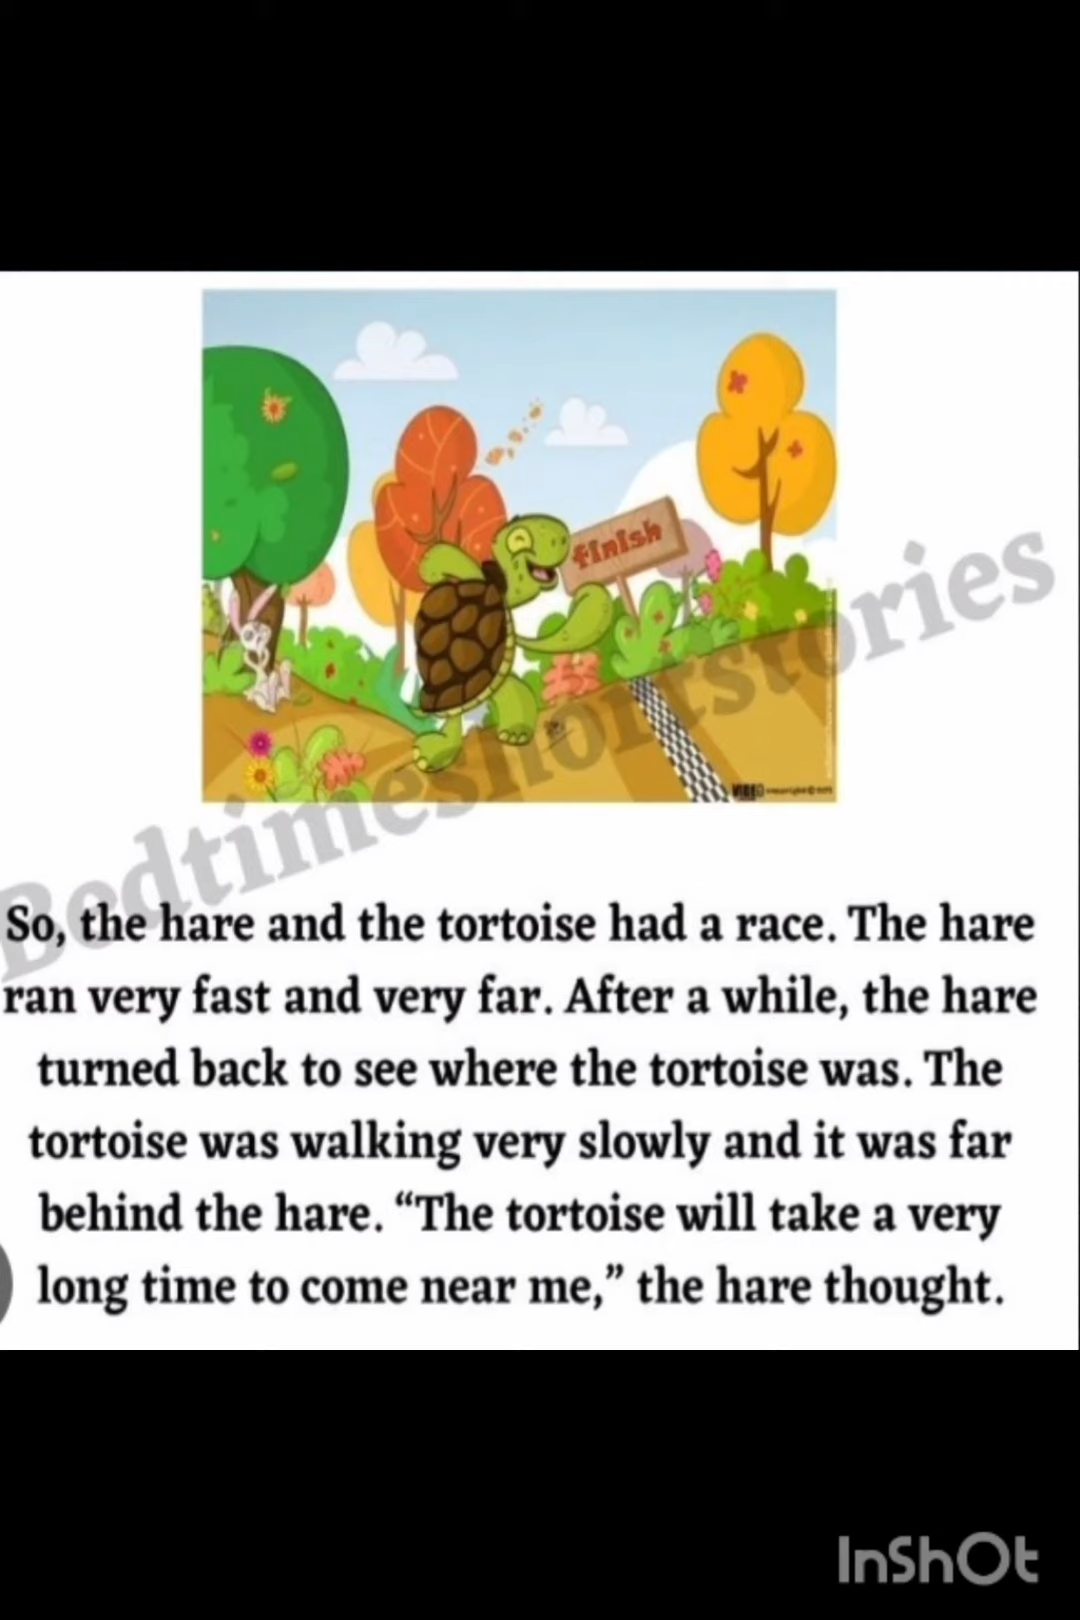 finish
Bedtimeshortstories
So, the hare and the tortoise had a race. The hare
ran very fast and very far. After a while, the hare
turned back to see where the tortoise was. The
tortoise was walking very slowly and it was far
behind the hare. “The tortoise will take a very
long time to come near me,” the hare thought.
InShOt